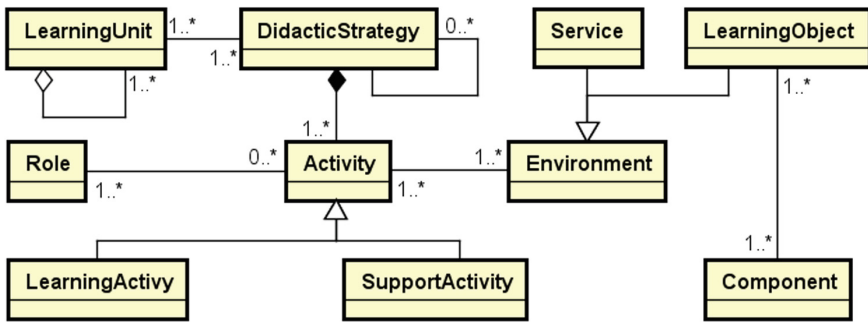 LearningUnit
1..*
1..*
DidacticStrategy
0..*
Service
LearningObject
1..*
1..*
1..*
Role
1..*
0..*
Activity
1..*
1..*
Environment
LearningActivy
SupportActivity
1..*
Component